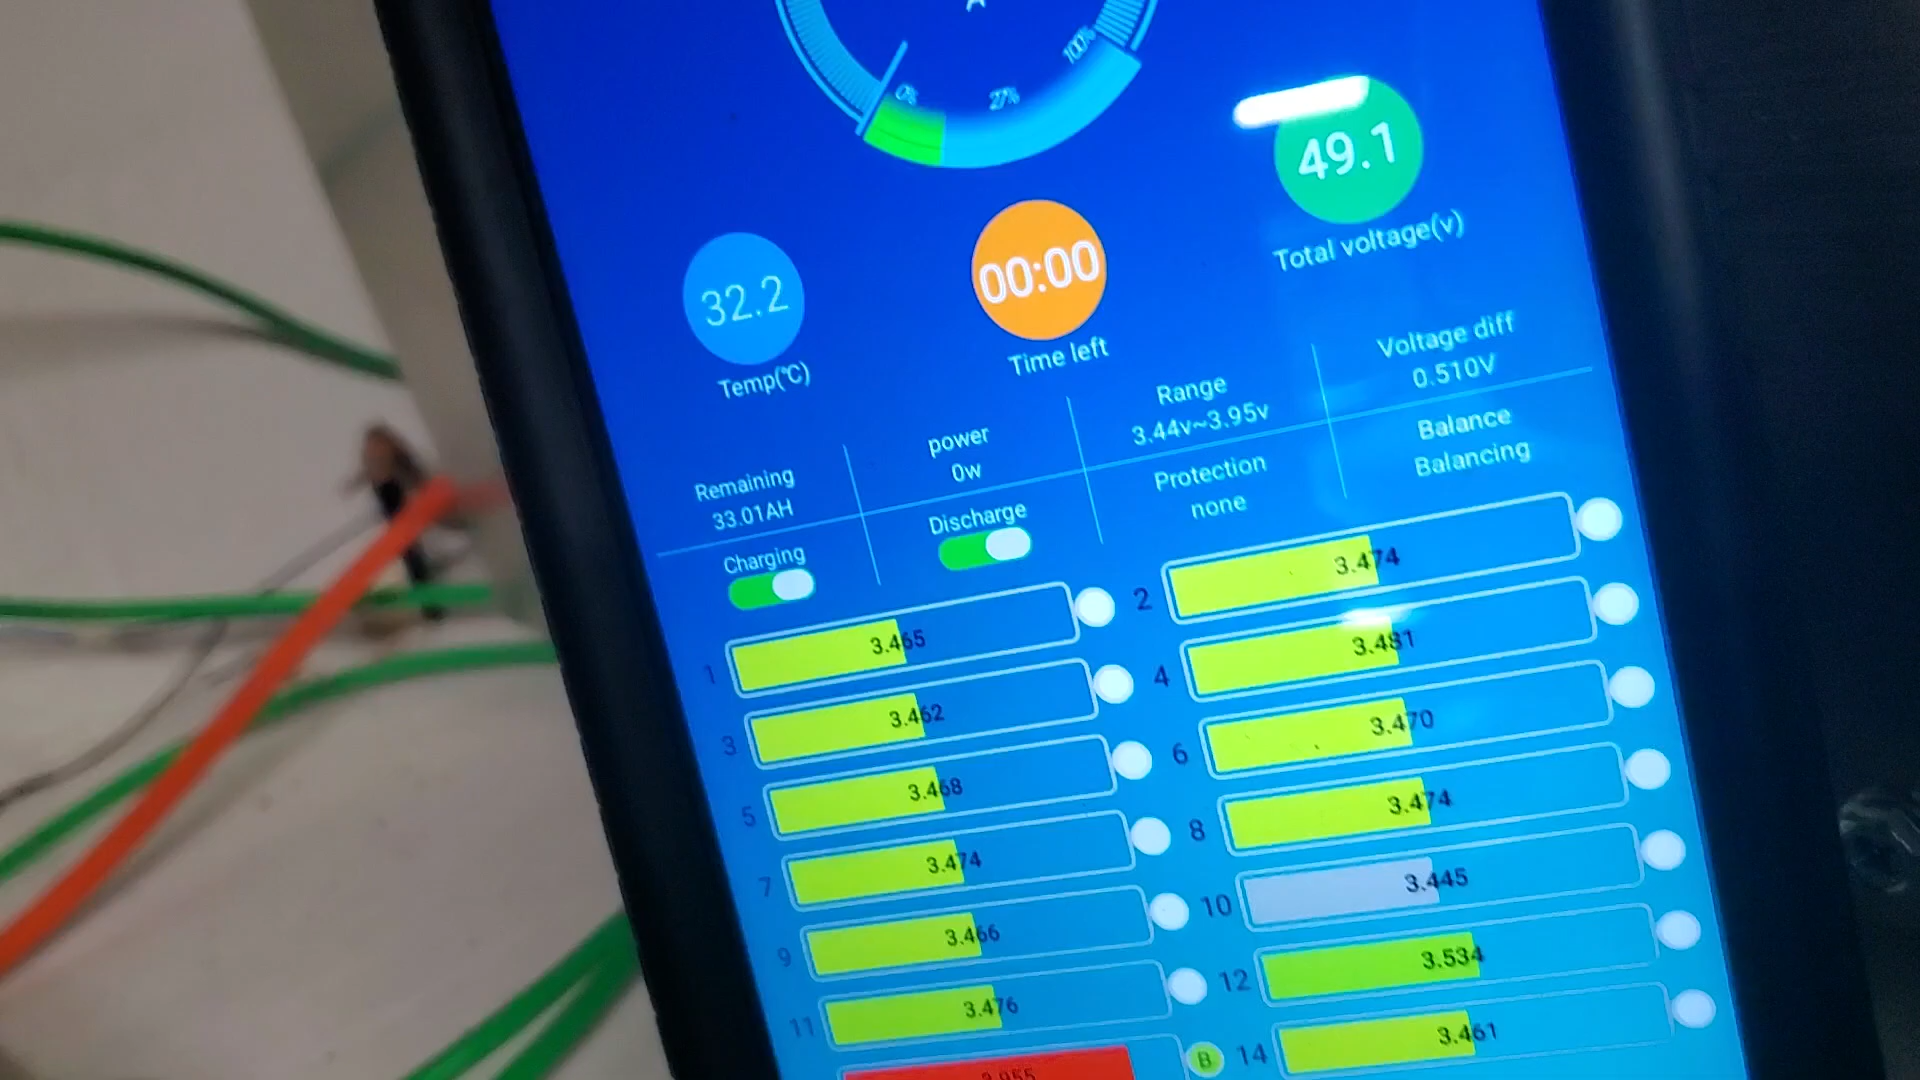 A
0%
27%
100%
49.1
Total voltage(v)
32.2
Temp(℃)
00:00
Time left
Voltage diff
0.510V
Range
3.44v~3.95v
power
0w
Remaining
33.01AH
Balance
Balancing
Protection
none
Discharge
Charging
1 3.465
2 3.474
3 3.462
4 3.481
5 3.468
6 3.470
7 3.474
8 3.474
9 3.466
10 3.445
11 3.476
12 3.534
3.955 B
14 3.461